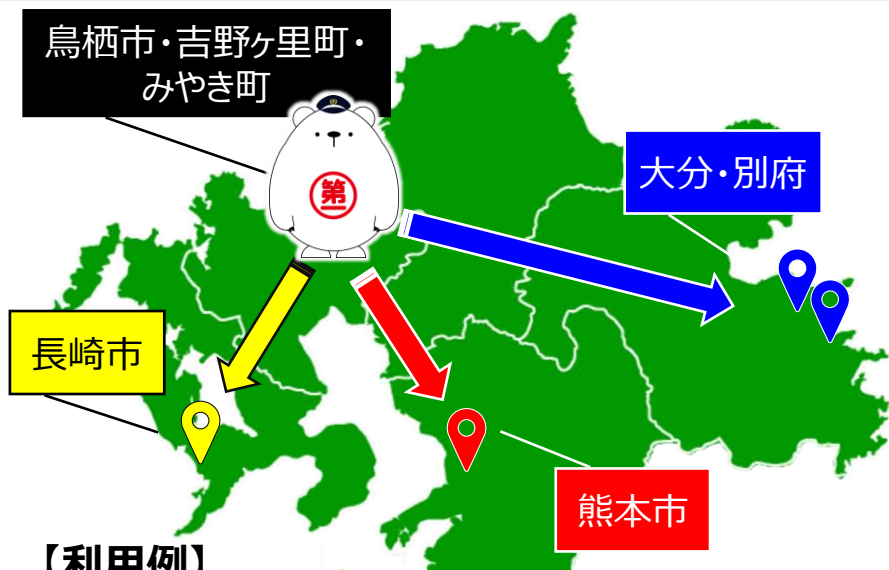 鳥栖市・吉野ヶ里町・
みやき町
第一
大分・別府
長崎市
熊本市
【利用例】